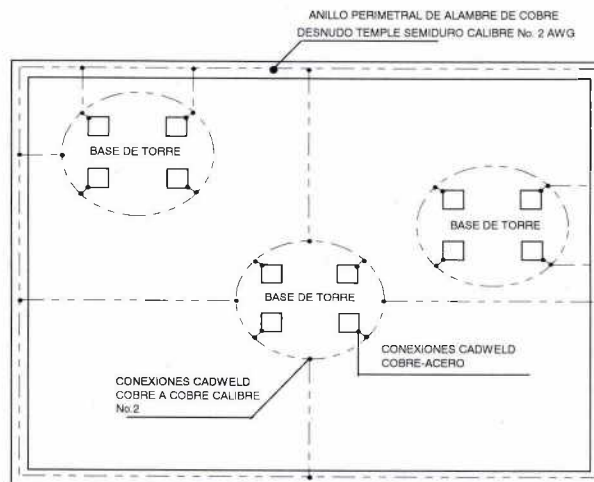 ANILLO PERIMETRAL DE ALAMBRE DE COBRE
DESNUDO TEMPLE SEMIDURO CALIBRE No. 2 AWG
BASE DE TORRE
BASE DE TORRE
BASE DE TORRE
CONEXIONES CADWELD
COBRE-ACERO
CONEXIONES CADWELD
COBRE A COBRE CALIBRE
No.2